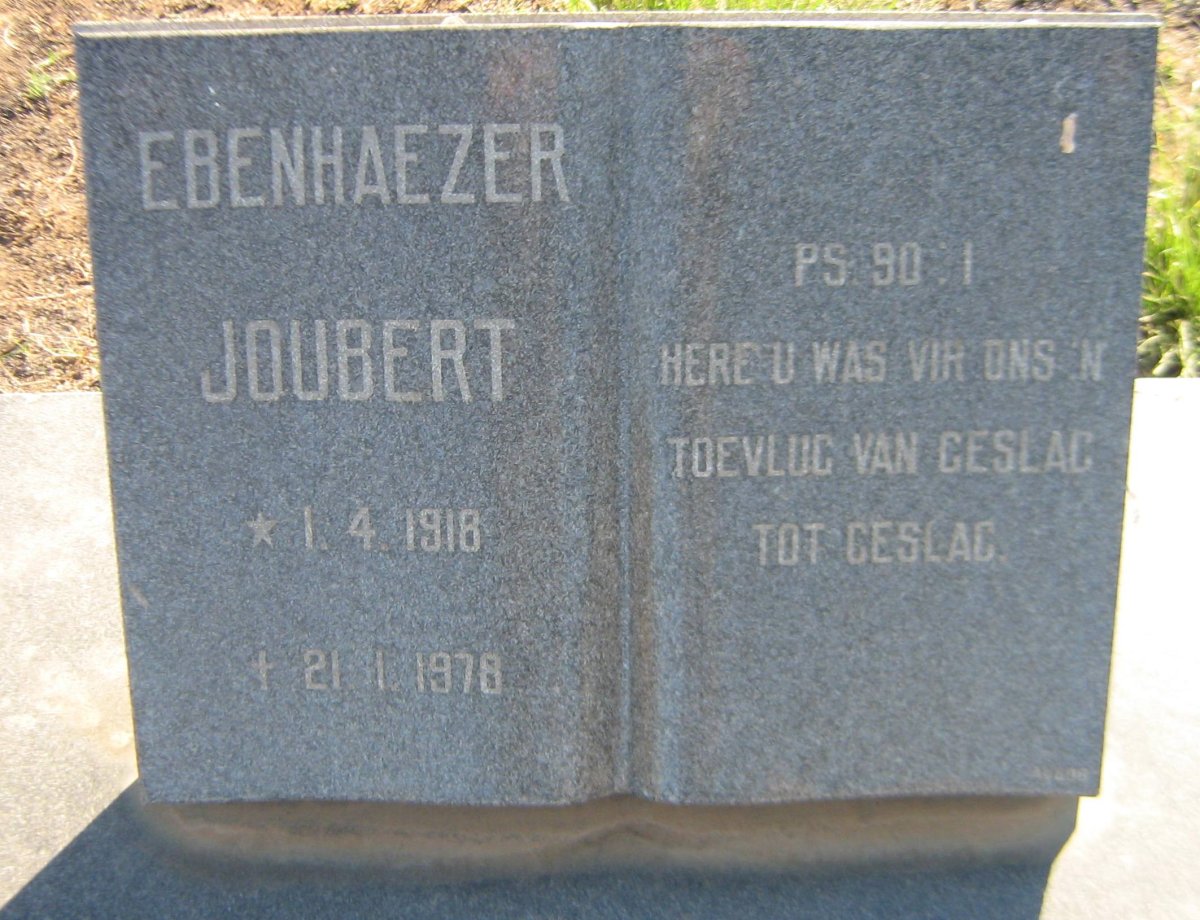 EBENHAEZER
JOUBERT
★ 1. 4. 1918
✝ 21. 1. 1978
PS. 90 : 1
HERE U WAS VIR ONS 'N
TOEVLUG VAN GESLAG
TOT GESLAG.